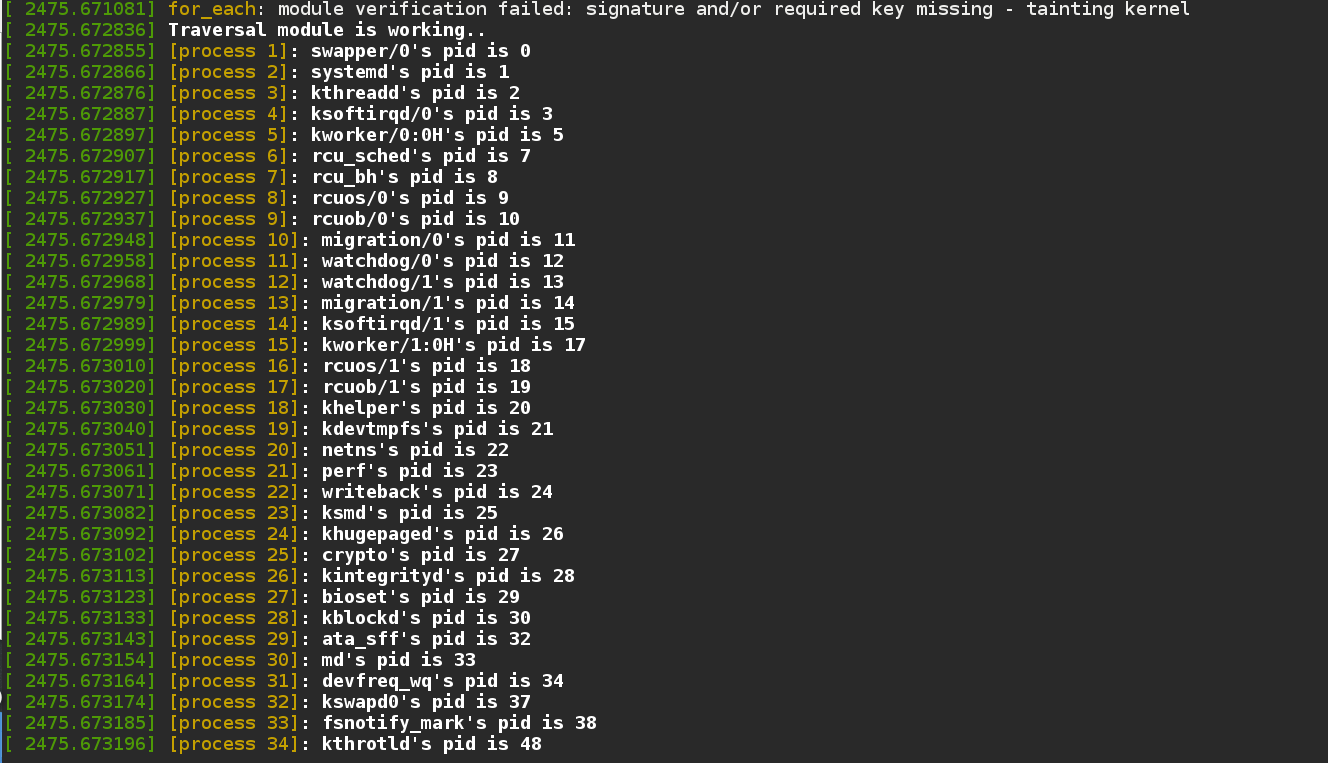 [ 2475.671081] for_each: module verification failed: signature and/or required key missing - tainting kernel
[ 2475.672836] Traversal module is working..
[ 2475.672855] [process 1]: swapper/0's pid is 0
[ 2475.672866] [process 2]: systemd's pid is 1
[ 2475.672876] [process 3]: kthreadd's pid is 2
[ 2475.672887] [process 4]: ksoftirqd/0's pid is 3
[ 2475.672897] [process 5]: kworker/0:0H's pid is 5
[ 2475.672907] [process 6]: rcu_sched's pid is 7
[ 2475.672917] [process 7]: rcu_bh's pid is 8
[ 2475.672927] [process 8]: rcuos/0's pid is 9
[ 2475.672937] [process 9]: rcuob/0's pid is 10
[ 2475.672948] [process 10]: migration/0's pid is 11
[ 2475.672958] [process 11]: watchdog/0's pid is 12
[ 2475.672968] [process 12]: watchdog/1's pid is 13
[ 2475.672979] [process 13]: migration/1's pid is 14
[ 2475.672989] [process 14]: ksoftirqd/1's pid is 15
[ 2475.672999] [process 15]: kworker/1:0H's pid is 17
[ 2475.673010] [process 16]: rcuos/1's pid is 18
[ 2475.673020] [process 17]: rcuob/1's pid is 19
[ 2475.673030] [process 18]: khelper's pid is 20
[ 2475.673040] [process 19]: kdevtmpfs's pid is 21
[ 2475.673051] [process 20]: netns's pid is 22
[ 2475.673061] [process 21]: perf's pid is 23
[ 2475.673071] [process 22]: writeback's pid is 24
[ 2475.673082] [process 23]: ksmd's pid is 25
[ 2475.673092] [process 24]: khugepaged's pid is 26
[ 2475.673102] [process 25]: crypto's pid is 27
[ 2475.673113] [process 26]: kintegrityd's pid is 28
[ 2475.673123] [process 27]: bioset's pid is 29
[ 2475.673133] [process 28]: kblockd's pid is 30
[ 2475.673143] [process 29]: ata_sff's pid is 32
[ 2475.673154] [process 30]: md's pid is 33
[ 2475.673164] [process 31]: devfreq_wq's pid is 34
[ 2475.673174] [process 32]: kswapd0's pid is 37
[ 2475.673185] [process 33]: fsnotify_mark's pid is 38
[ 2475.673196] [process 34]: kthrotld's pid is 48